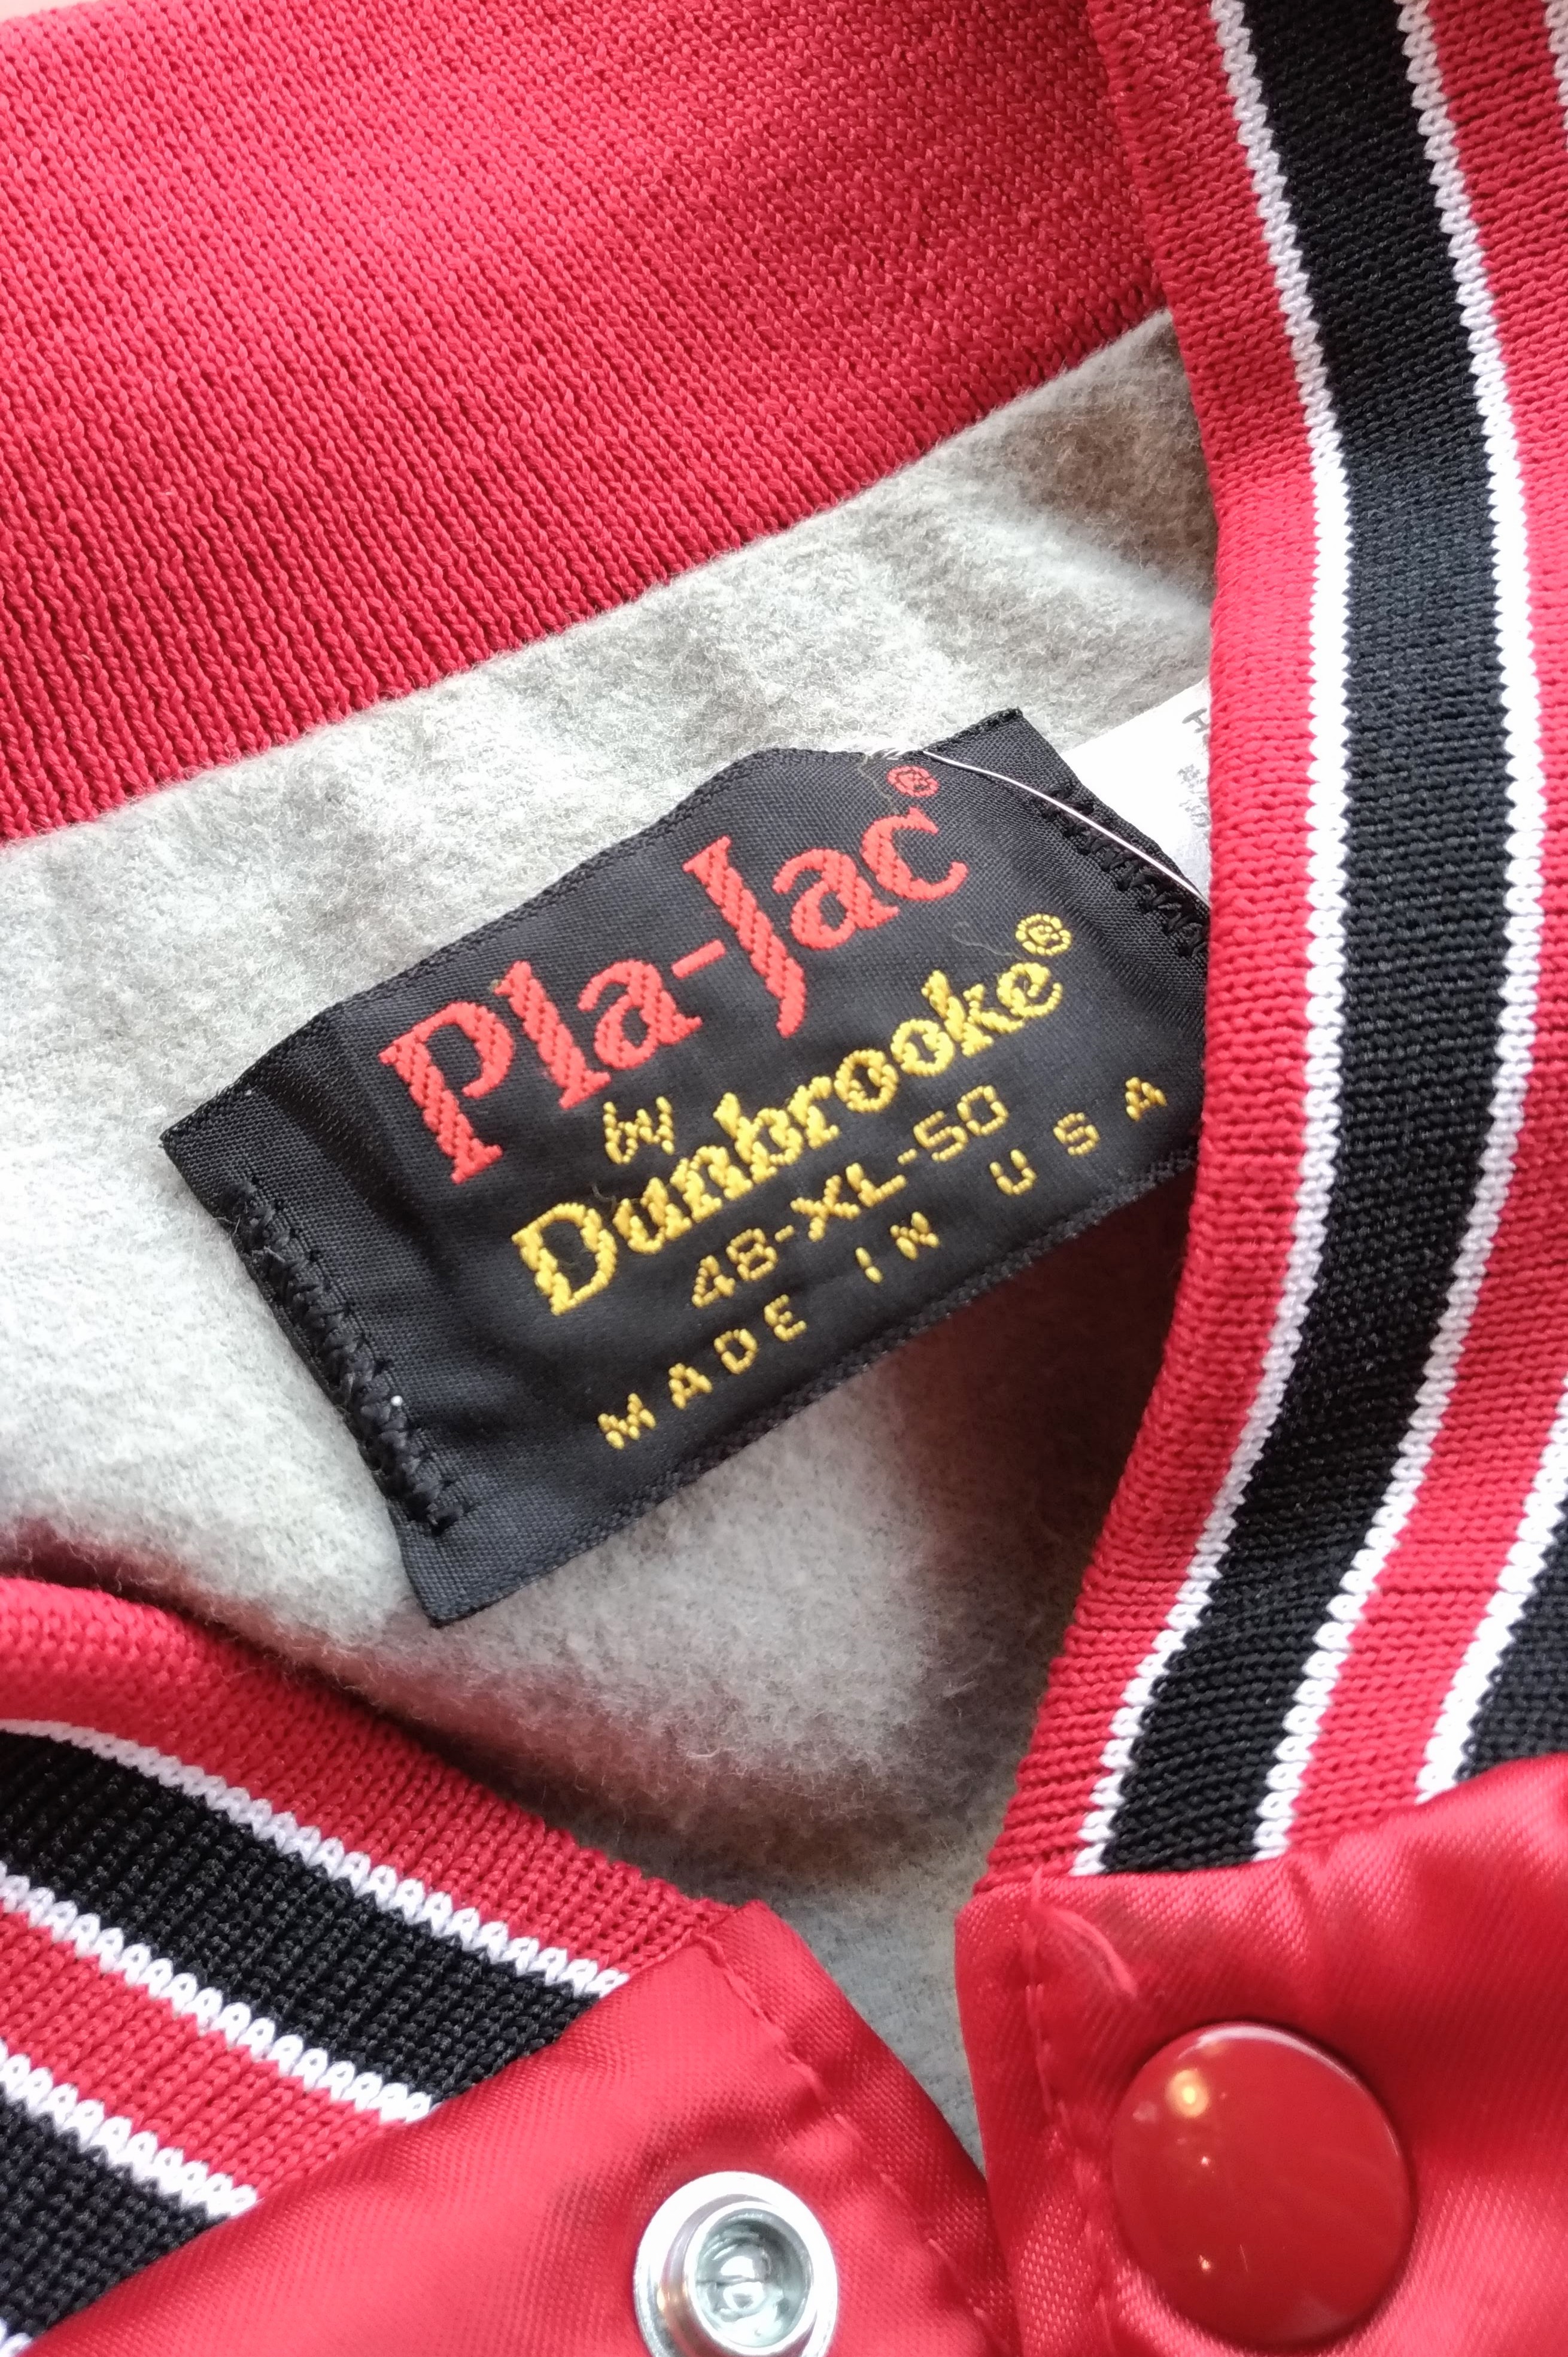 Pla-Jac®
by
Dunbrooke®
48-XL-50
MADE IN USA